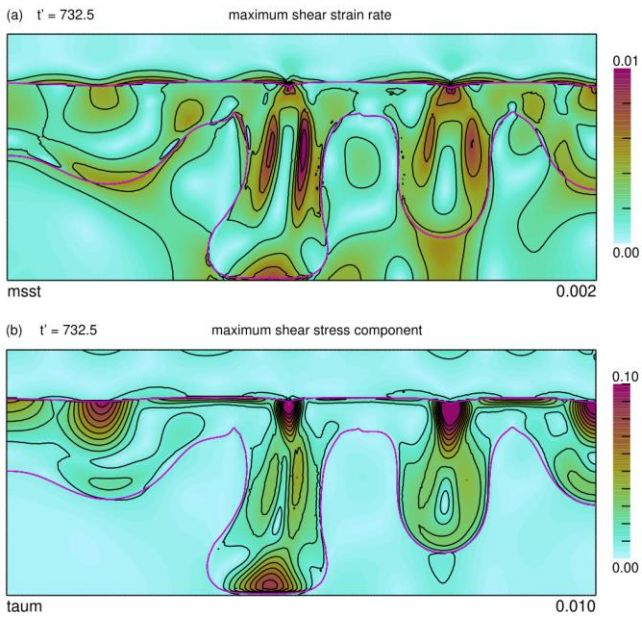 (a) t' = 732.5 maximum shear strain rate
0.01
0.00
msst 0.002
(b) t' = 732.5 maximum shear stress component
0.10
0.00
taum 0.010